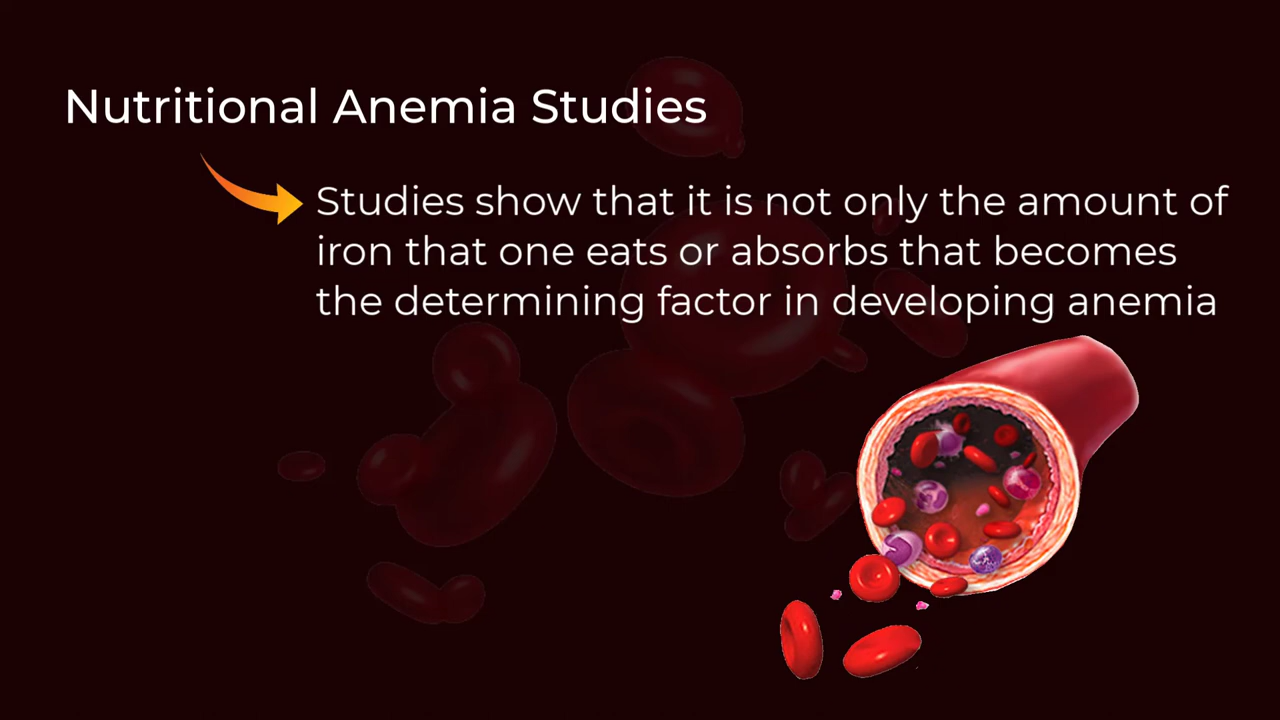 Nutritional Anemia Studies
Studies show that it is not only the amount of
iron that one eats or absorbs that becomes
the determining factor in developing anemia